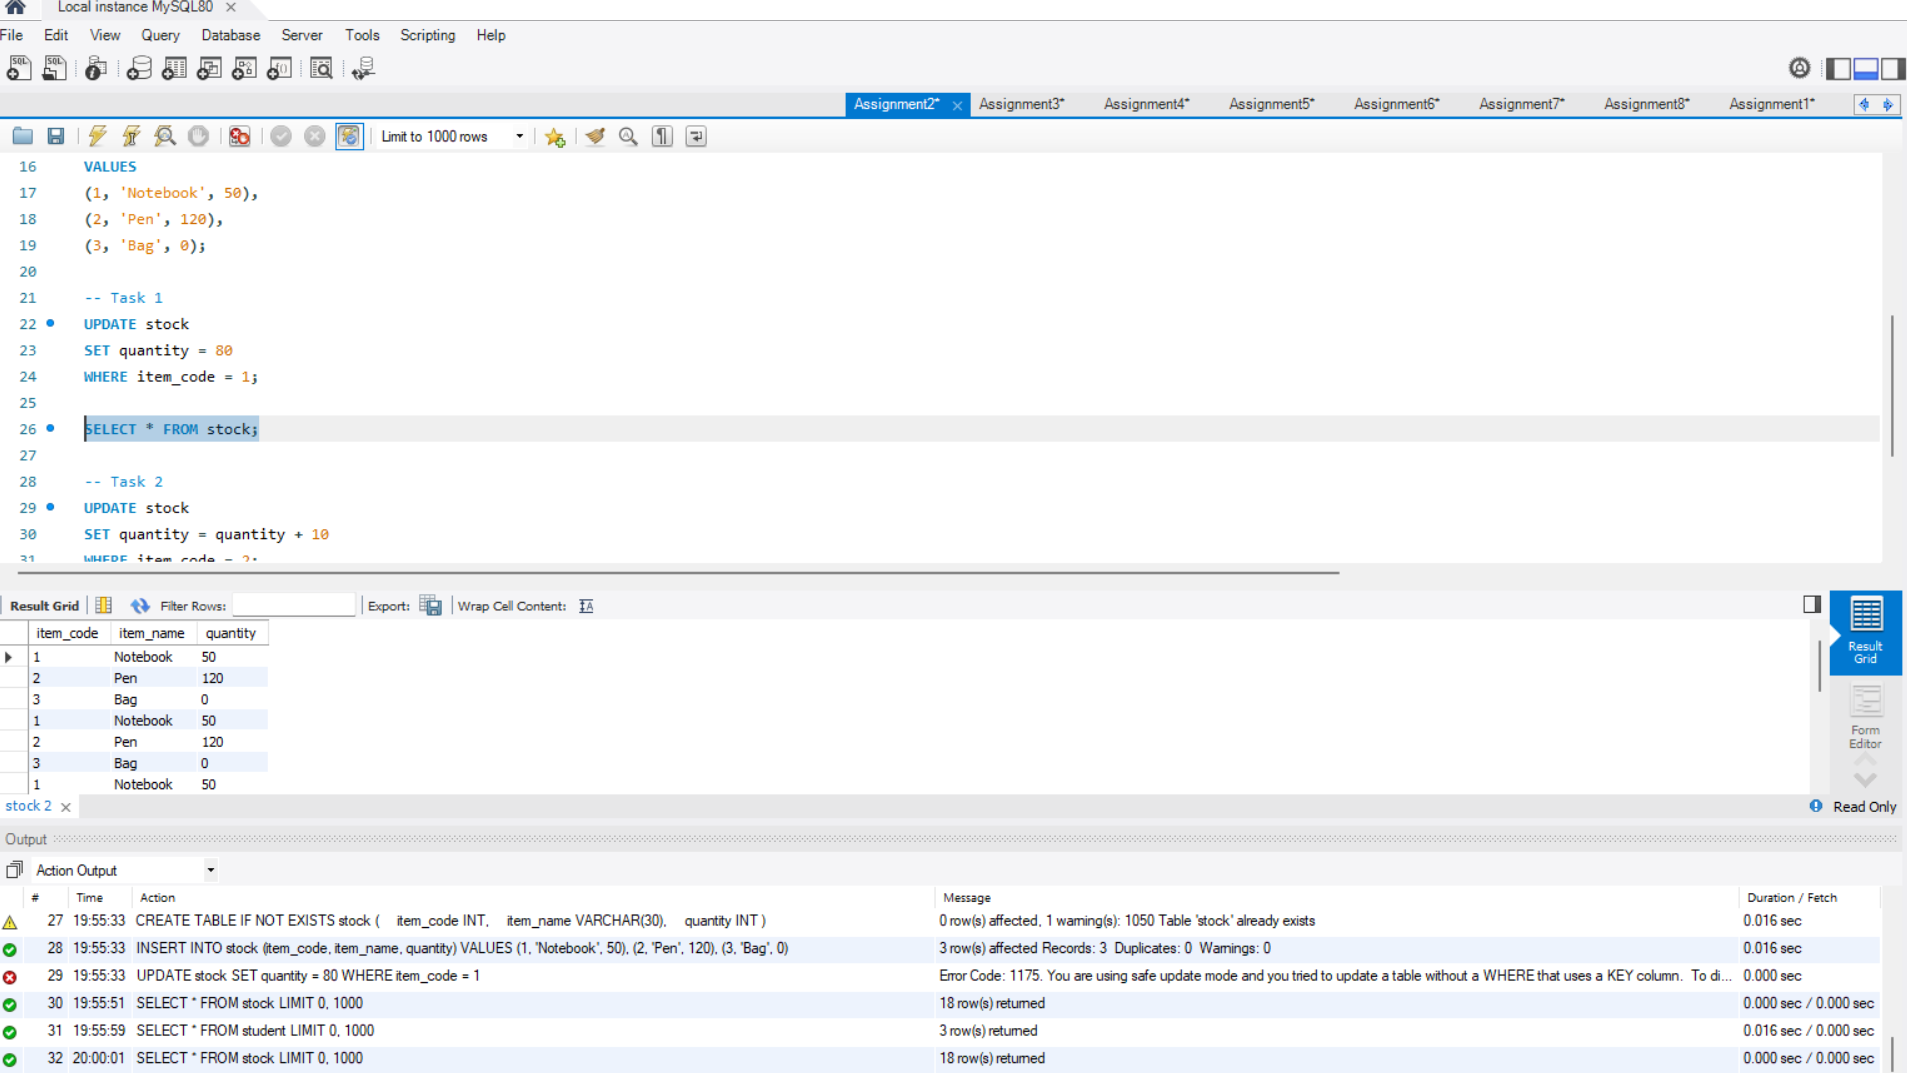 Local instance MySQL80
File Edit View Query Database Server Tools Scripting Help
Assignment2* Assignment3* Assignment4* Assignment5* Assignment6* Assignment7* Assignment8* Assignment1*
Limit to 1000 rows
16 VALUES
17 (1, 'Notebook', 50),
18 (2, 'Pen', 120),
19 (3, 'Bag', 0);
20
21 -- Task 1
22 UPDATE stock
23 SET quantity = 80
24 WHERE item_code = 1;
25
26 SELECT * FROM stock;
27
28 -- Task 2
29 UPDATE stock
30 SET quantity = quantity + 10
31 WHERE item_code = 2;
Result Grid Filter Rows: Export: Wrap Cell Content:
item_code item_name quantity
1 Notebook 50
2 Pen 120
3 Bag 0
1 Notebook 50
2 Pen 120
3 Bag 0
1 Notebook 50
Result
Grid
Form
Editor
stock 2 Read Only
Output
Action Output
# Time Action Message Duration / Fetch
27 19:55:33 CREATE TABLE IF NOT EXISTS stock ( item_code INT, item_name VARCHAR(30), quantity INT ) 0 row(s) affected, 1 warning(s): 1050 Table 'stock' already exists 0.016 sec
28 19:55:33 INSERT INTO stock (item_code, item_name, quantity) VALUES (1, 'Notebook', 50), (2, 'Pen', 120), (3, 'Bag', 0) 3 row(s) affected Records: 3 Duplicates: 0 Warnings: 0 0.016 sec
29 19:55:33 UPDATE stock SET quantity = 80 WHERE item_code = 1 Error Code: 1175. You are using safe update mode and you tried to update a table without a WHERE that uses a KEY column. To di... 0.000 sec
30 19:55:51 SELECT * FROM stock LIMIT 0, 1000 18 row(s) returned 0.000 sec / 0.000 sec
31 19:55:59 SELECT * FROM student LIMIT 0, 1000 3 row(s) returned 0.016 sec / 0.000 sec
32 20:00:01 SELECT * FROM stock LIMIT 0, 1000 18 row(s) returned 0.000 sec / 0.000 sec